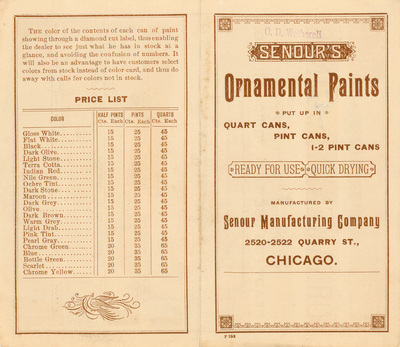 THE color of the contents of each can of paint
showing through a diamond cut label, thus enabling
the dealer to see just what he has in stock at a
glance, and avoiding the confusion of numbers. It
will also be an advantage to have customers select
colors from stock instead of color card, and thus do
away with calls for colors not in stock.
PRICE LIST
COLOR HALF PINTS Cts. Each PINTS Cts. Each QUARTS Cts. Each
Gloss White 15 25 45
Flat White 15 25 45
Black 15 25 45
Dark Olive 15 25 45
Light Stone 15 25 45
Terra Cotta 15 25 45
Indian Red 15 25 45
Nile Green 15 25 45
Ochre Tint 15 25 45
Dark Stone 15 25 45
Maroon 15 25 45
Dark Grey 15 25 45
Olive 15 25 45
Dark Brown 15 25 45
Warm Grey 15 25 45
Light Drab 15 25 45
Pink Tint 15 25 45
Pearl Gray 15 25 45
Chrome Green 20 35 65
Blue 20 35 65
Bottle Green 20 35 65
Scarlet 20 35 65
Chrome Yellow 20 35 65
SENOUR'S
Ornamental Paints
PUT UP IN
QUART CANS,
PINT CANS,
1-2 PINT CANS
READY FOR USE QUICK DRYING
MANUFACTURED BY
Senour Manufacturing Company
2520-2522 QUARRY ST.,
CHICAGO.